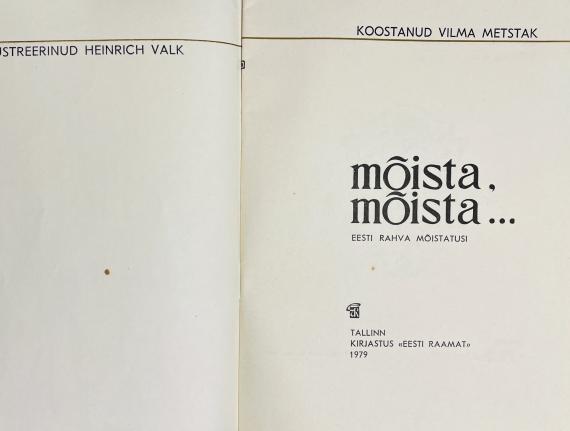 USTREERINUD HEINRICH VALK
KOOSTANUD VILMA METSTAK
mõista,
mõista...
EESTI RAHVA MÕISTATUSI
TALLINN
KIRJASTUS «EESTI RAAMAT»
1979